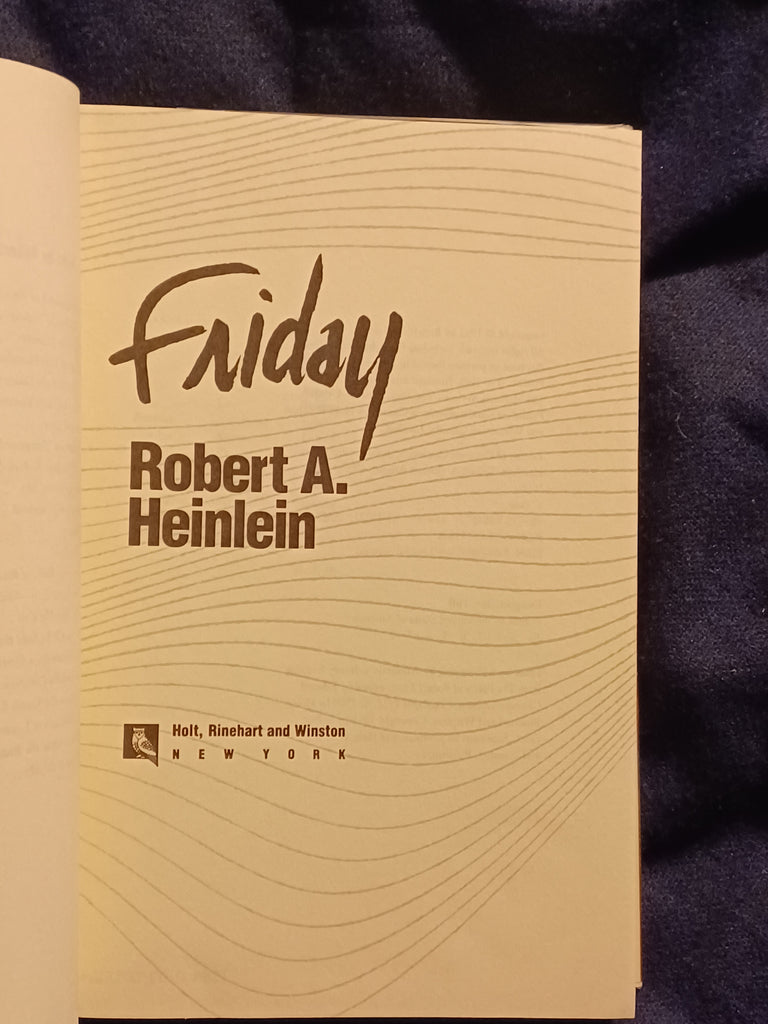 Friday
Robert A.
Heinlein
Holt, Rinehart and Winston
NEW YORK